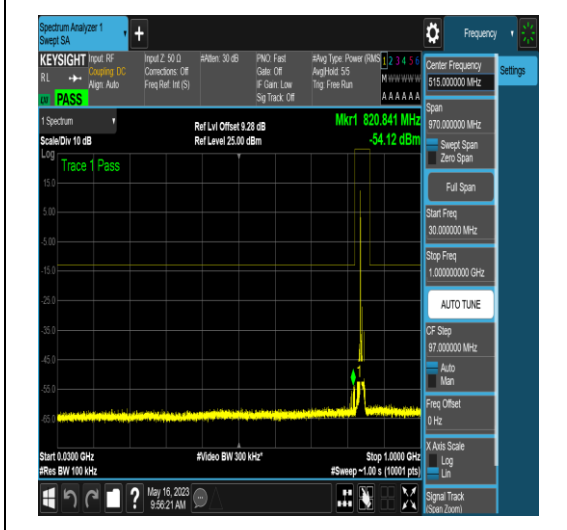 Spectrum Analyzer 1
Swept SA
+
Frequency
KEYSIGHT
RL
PASS
Input: RF
Coupling: DC
Align: Auto
Input Z: 50 Ω
Corrections: Off
Freq Ref: Int (S)
#Atten: 30 dB
PNO: Fast
Gate: Off
IF Gain: Low
Sig Track: Off
#Avg Type: Power (RMS
Avg|Hold: 5/5
Trig: Free Run
1 2 3 4 5 6
M W W W W W
A A A A A A
1 Spectrum
Scale/Div 10 dB
Ref Lvl Offset 9.28 dB
Ref Level 25.00 dBm
Mkr1 820.841 MHz
-54.12 dBm
Log
Trace 1 Pass
15.0
5.00
-5.00
-15.0
-25.0
-35.0
-45.0
-55.0
-65.0
1
Start 0.0300 GHz
#Res BW 100 kHz
#Video BW 300 kHz*
Stop 1.0000 GHz
#Sweep ~1.00 s (10001 pts)
May 16, 2023
9:56:21 AM
?
Center Frequency
515.000000 MHz
Settings
Span
970.000000 MHz
Swept Span
Zero Span
Full Span
Start Freq
30.000000 MHz
Stop Freq
1.000000000 GHz
AUTO TUNE
CF Step
97.000000 MHz
Auto
Man
Freq Offset
0 Hz
X Axis Scale
Log
Lin
Signal Track
(Span Zoom)